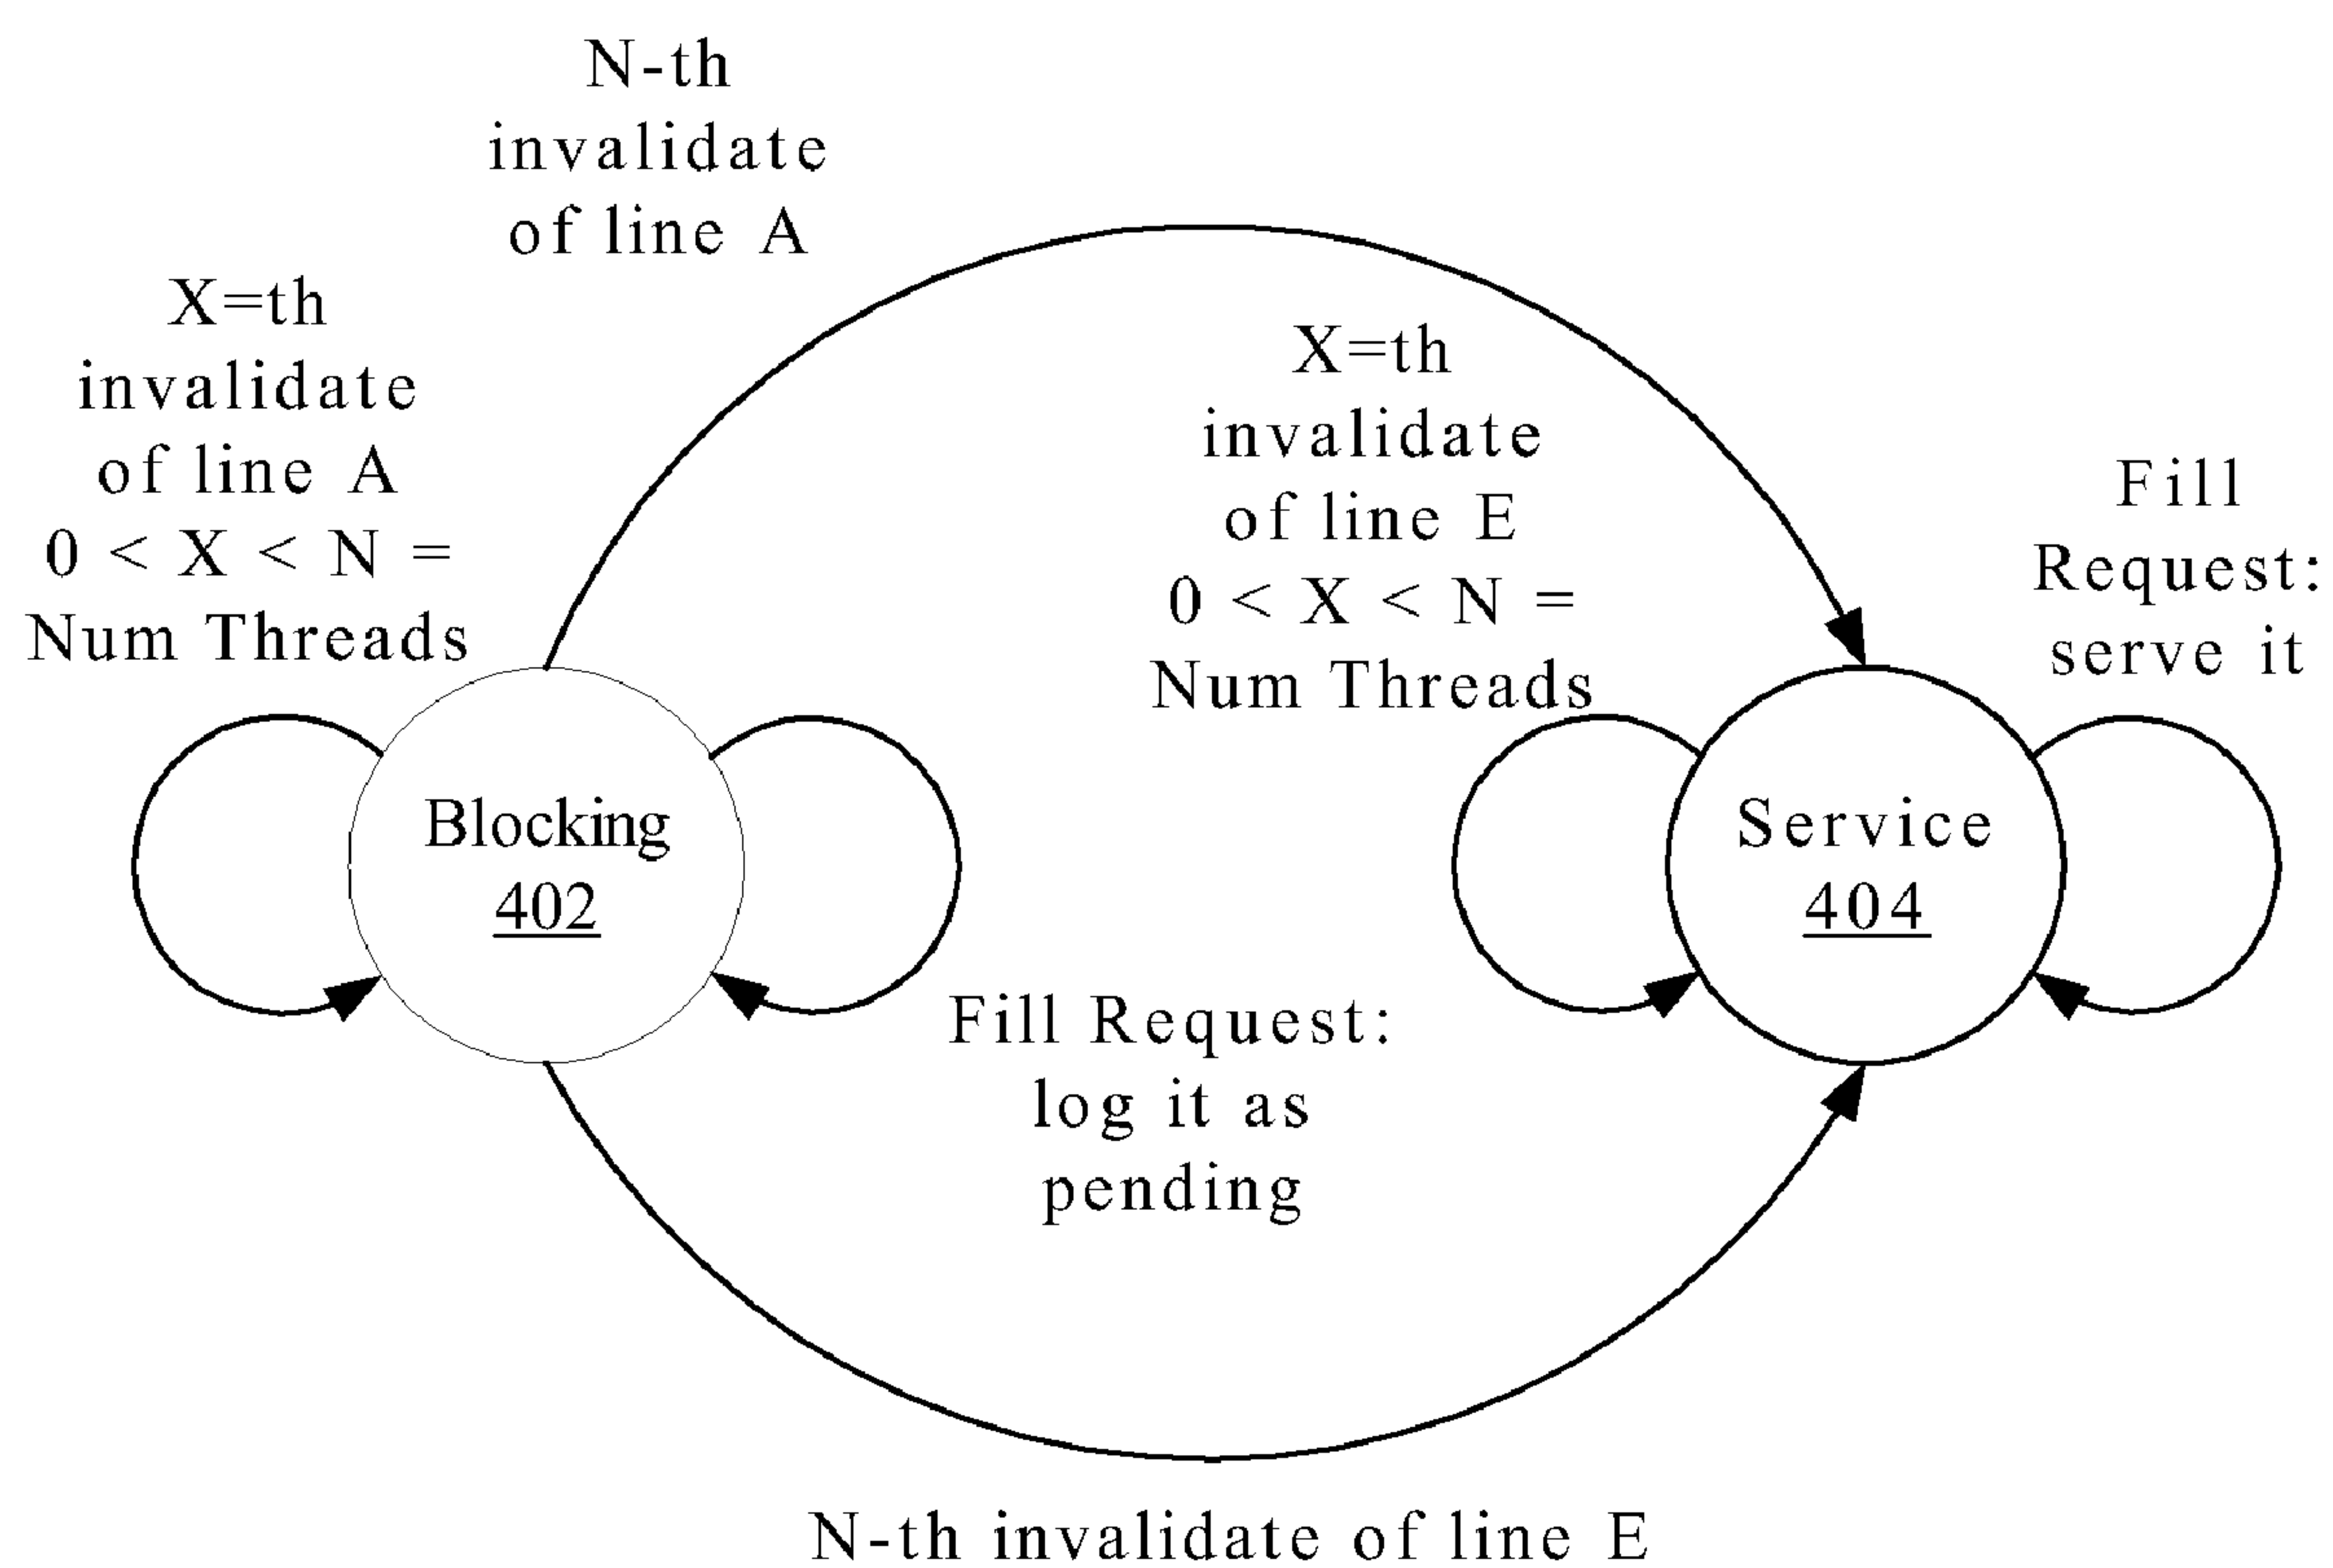 N-th
invalidate
of line A
X=th
invalidate
of line A
0 < X < N =
Num Threads
X=th
invalidate
of line E
0 < X < N =
Num Threads
Fill
Request:
serve it
Blocking
402
Service
404
Fill Request:
log it as
pending
N-th invalidate of line E